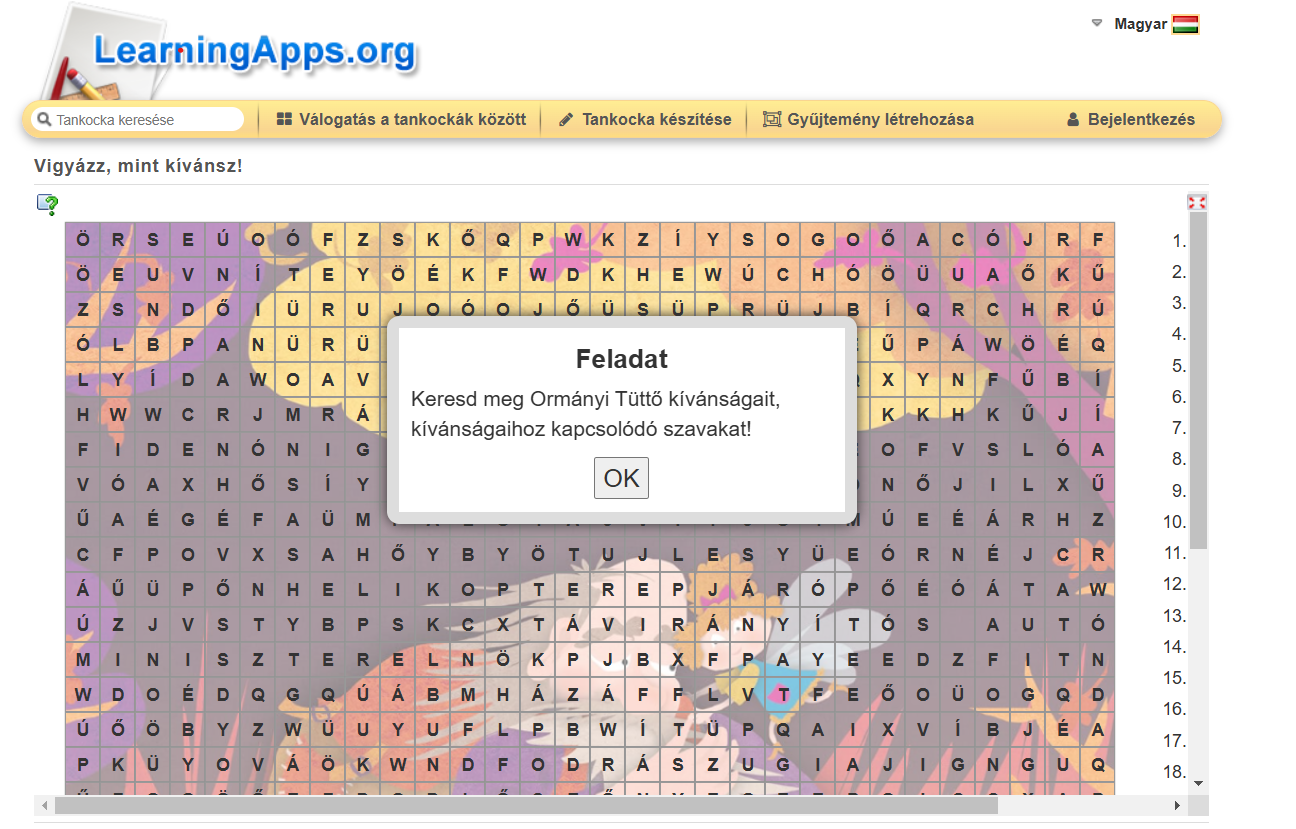 LearningApps.org
Magyar
Tankocka keresése
Válogatás a tankockák között
Tankocka készítése
Gyűjtemény létrehozása
Bejelentkezés
Vigyázz, mint kívánsz!
Ö R S E Ú O Ó F Z S K Ő Q P W K Z Í Y S O G O Ő A C Ó J R F
Ö E U V N Í T E Y Ö É K F W D K H E W Ú C H Ó Ö Ü U A Ő K Ű
Z S N D Ő I Ü R U J O Ó O J Ő Ü S Ü P R Ü J B Í Q R C H R Ú
Ó L B P A N Ü R Ü Ű P Á W Ö É Q
L Y Í D A W O A V X Y N F Ű B Í
H W W C R J M R Á K K H K Ű J Í
F I D E N Ó N I G O F V S L Ó A
V Ó A X H Ő S Í Y N Ő J I L X Ű
Ű A É G É F A Ü M Ú E É Á R H Z
C F P O V X S A H Ő Y B Y Ö T U J L E S Y Ü E Ó R N É J C R
Á Ű Ü P Ő N H E L I K O P T E R E P J Á R Ó P Ő É Ó Á T A W
Ú Z J V S T Y B P S K C X T Á V I R Á N Y Í T Ó S A U T Ó
M I N I S Z T E R E L N Ö K P J B X F P A Y E E D Z F I T N
W D O É D Q G Q Ú Á B M H Á Z Á F F L V T F E Ő O Ü O G Q D
Ú Ő Ö B Y Z W Ü U Y U F L P B W Í T Ü P Q A I X V Í B J É A
P K Ü Y O V Á Ö K W N D F O D R Á S Z U G I A J I G N G U Q
Feladat
Keresd meg Ormányi Tüttő kívánságait,
kívánságaihoz kapcsolódó szavakat!
OK
1.
2.
3.
4.
5.
6.
7.
8.
9.
10.
11.
12.
13.
14.
15.
16.
17.
18.